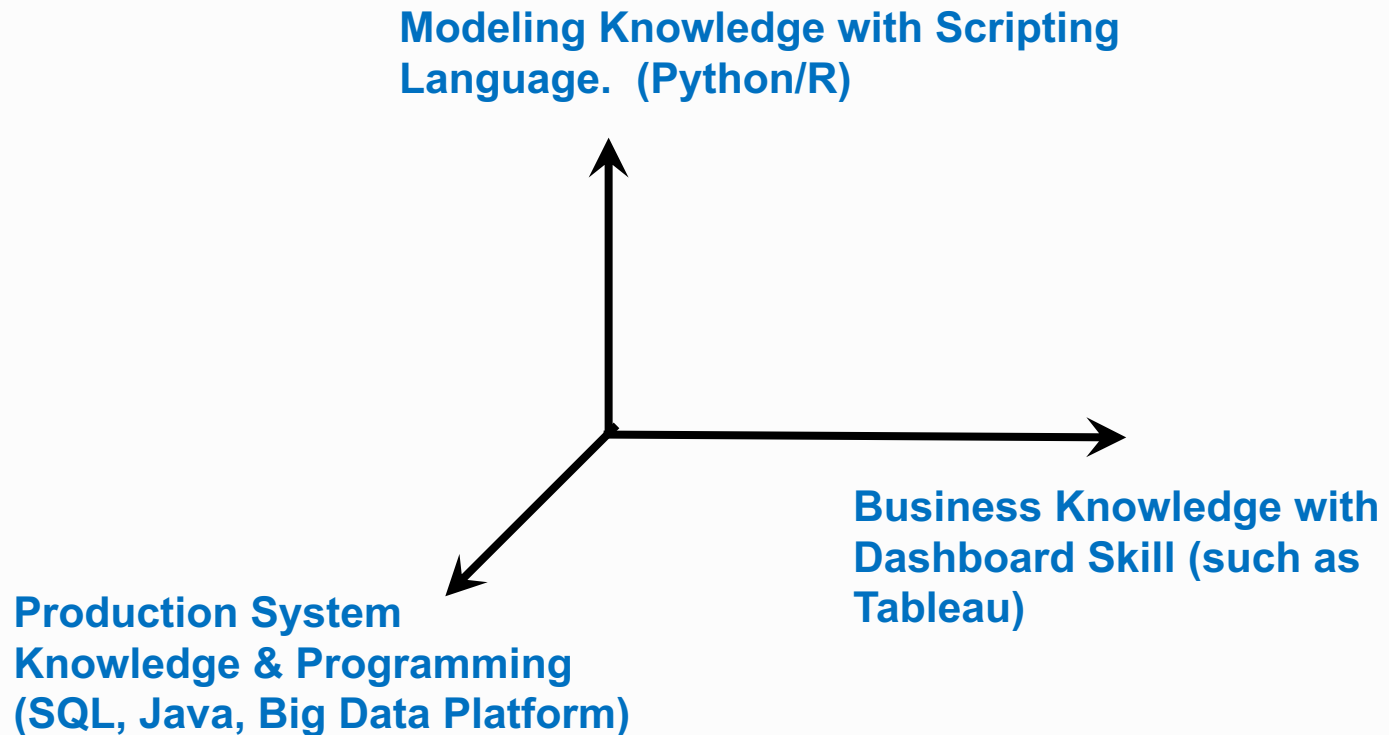 Modeling Knowledge with Scripting
Language.  (Python/R)
Business Knowledge with
Dashboard Skill (such as
Tableau)
Production System
Knowledge & Programming
(SQL, Java, Big Data Platform)